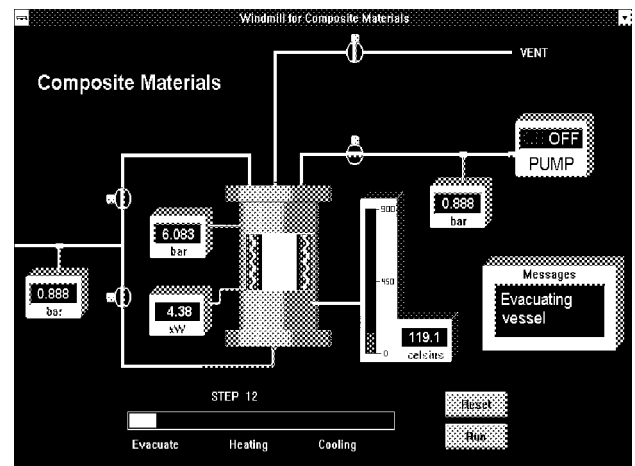 Windmill for Composite Materials
VENT
Composite Materials
OFF
PUMP
0.888
bar
6.083
bar
900
450
0
0.888
bar
4.38
kW
119.1
celsius
Messages
Evacuating
vessel
STEP 12
Evacuate Heating Cooling
Reset
Run